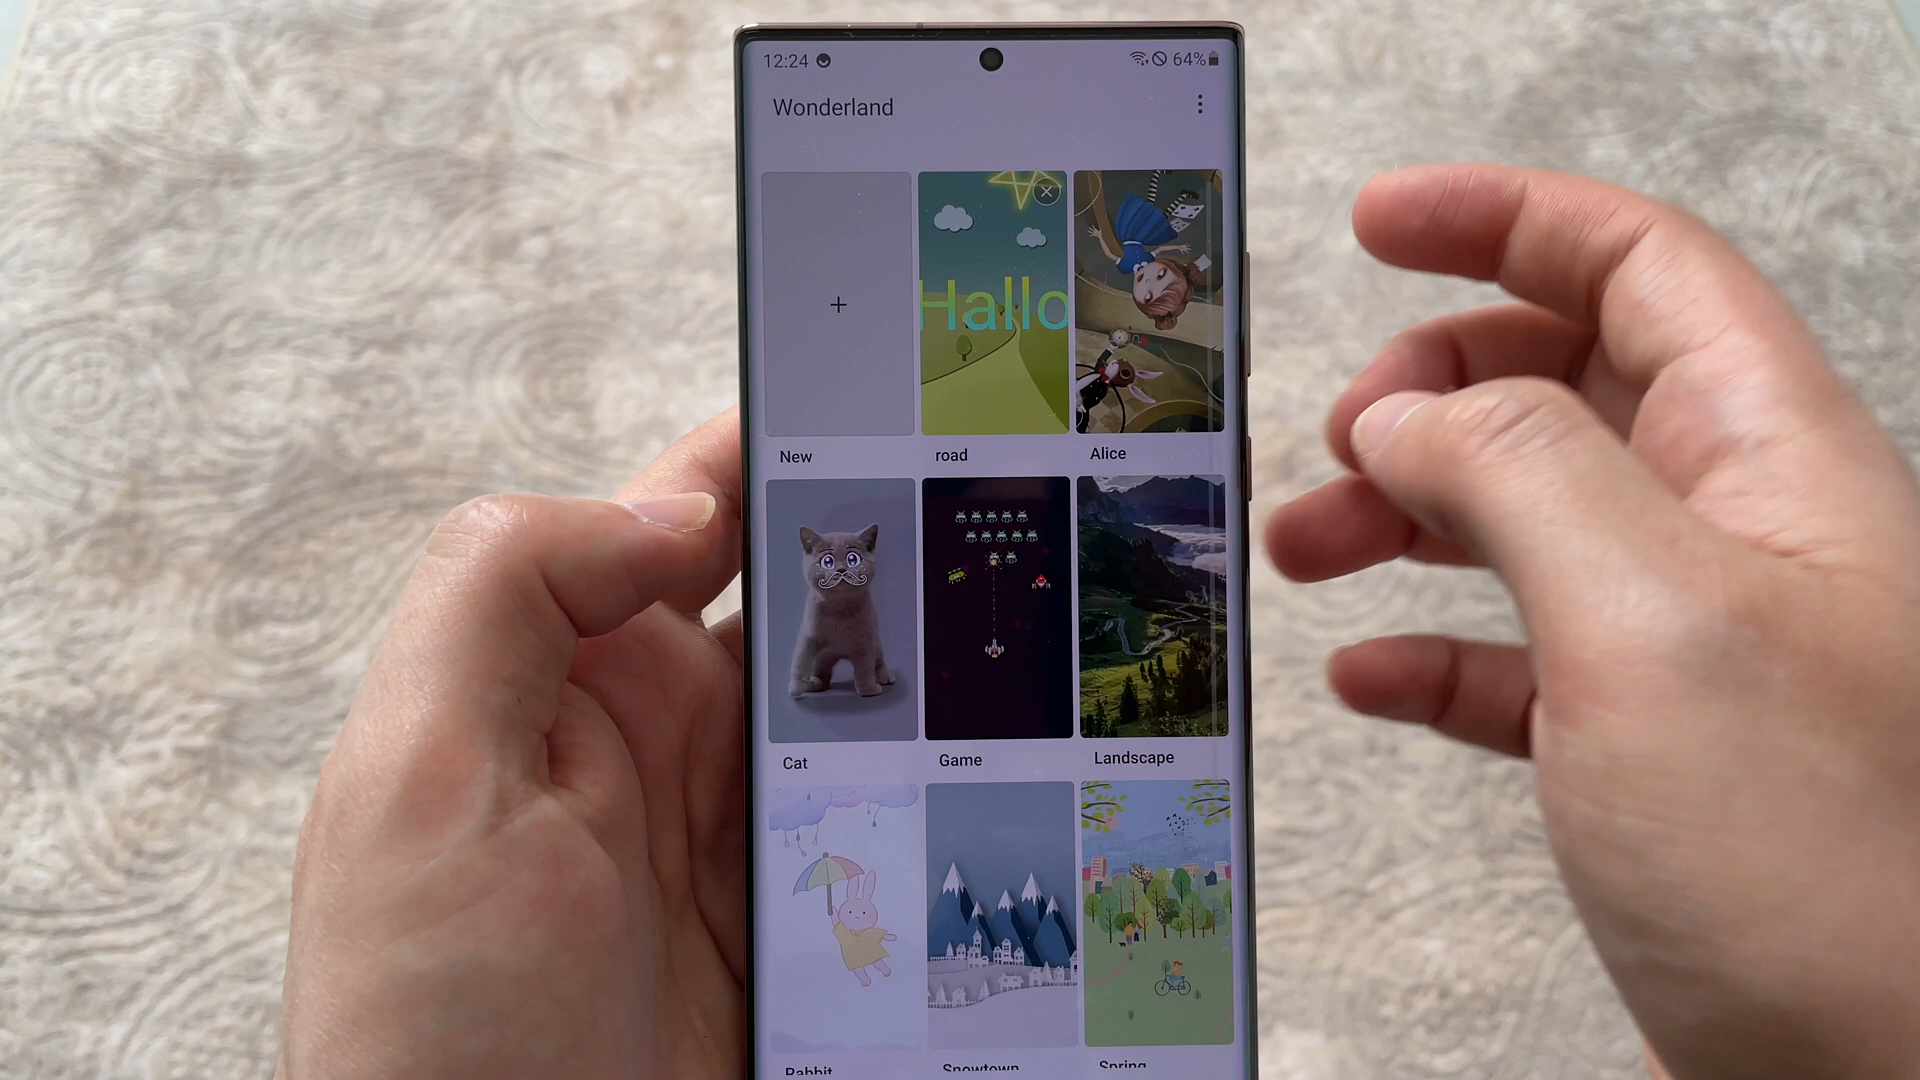 12:24 64%
Wonderland
Hallo
New road Alice
Cat Game Landscape
Rabbit Snowtown Spring